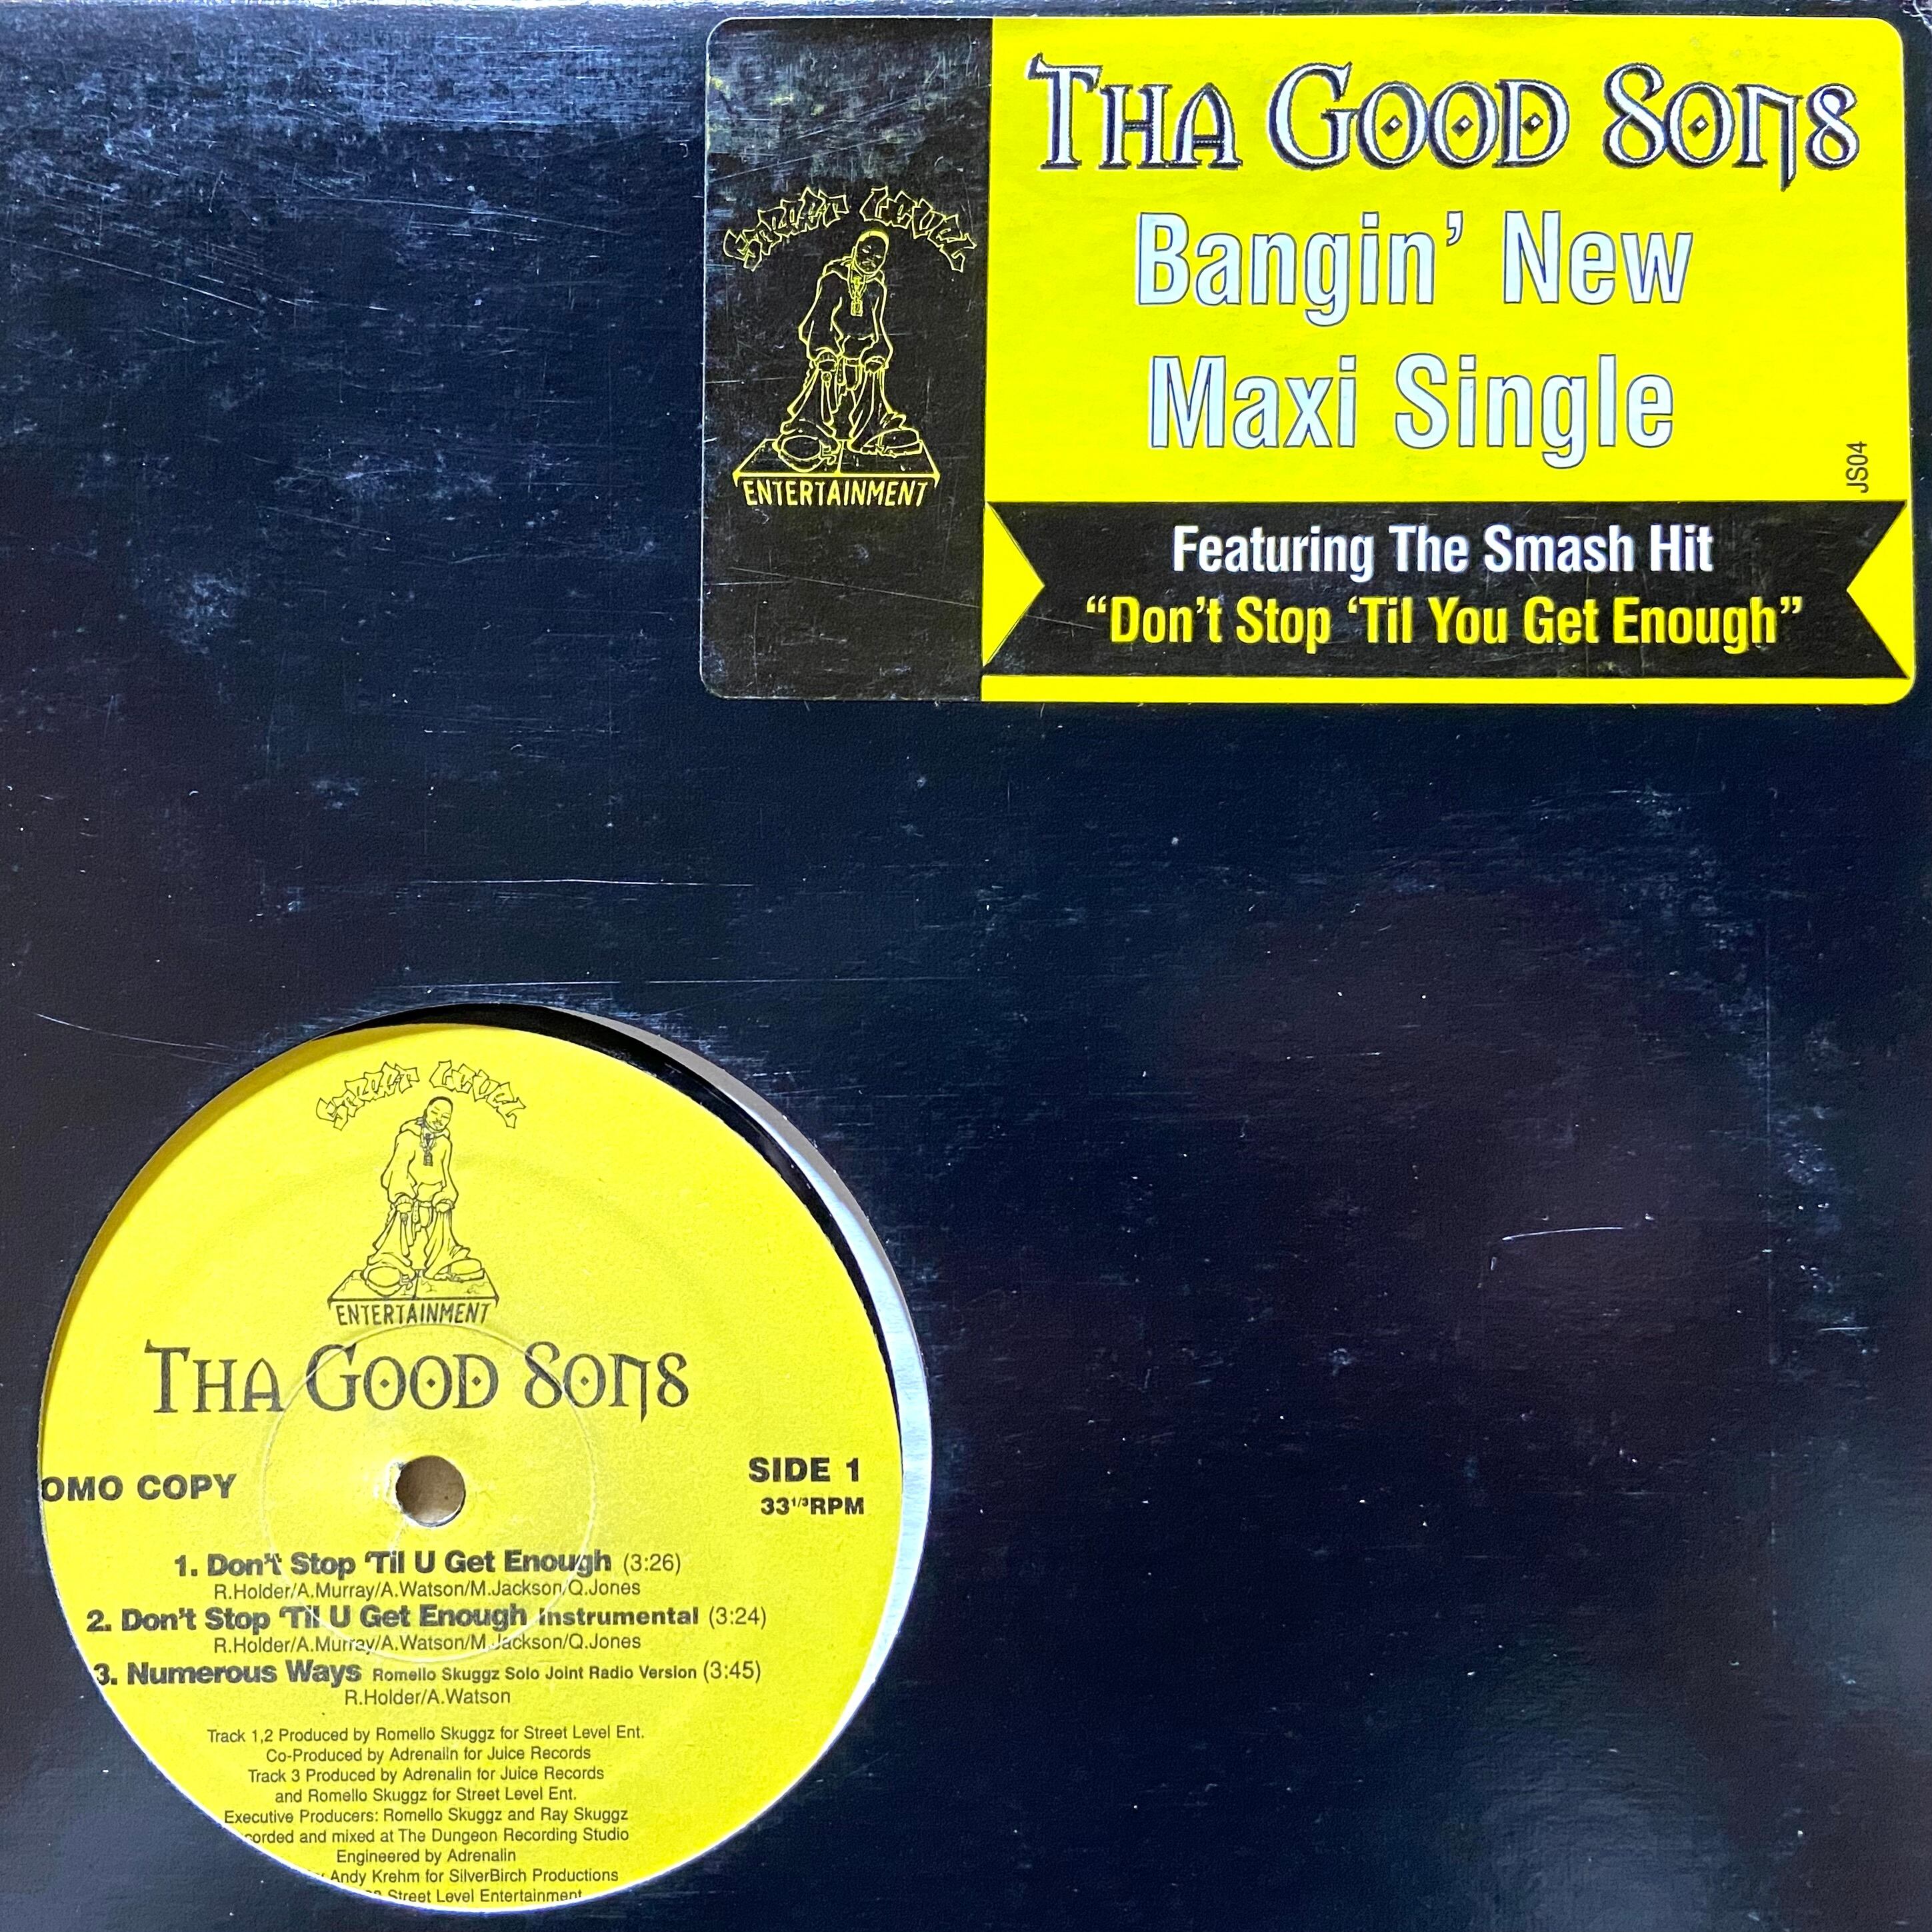 THA GOOD SONS
Bangin' New
Maxi Single
JS04
STREET LEVEL
ENTERTAINMENT
Featuring The Smash Hit
“Don't Stop ‘Til You Get Enough”
STREET LEVEL
ENTERTAINMENT
THA GOOD SONS
OMO COPY
SIDE 1
33 1/3 RPM
1. Don't Stop ‘Til U Get Enough (3:26)
R.Holder/A.Murray/A.Watson/M.Jackson/Q.Jones
2. Don't Stop ‘Til U Get Enough Instrumental (3:24)
R.Holder/A.Murray/A.Watson/M.Jackson/Q.Jones
3. Numerous Ways Romello Skuggz Solo Joint Radio Version (3:45)
R.Holder/A.Watson
Track 1,2 Produced by Romello Skuggz for Street Level Ent.
Co-Produced by Adrenalin for Juice Records
Track 3 Produced by Adrenalin for Juice Records
and Romello Skuggz for Street Level Ent.
Executive Producers: Romello Skuggz and Ray Skuggz
corded and mixed at The Dungeon Recording Studio
Engineered by Adrenalin
Andy Krehm for SilverBirch Productions
Street Level Entertainment